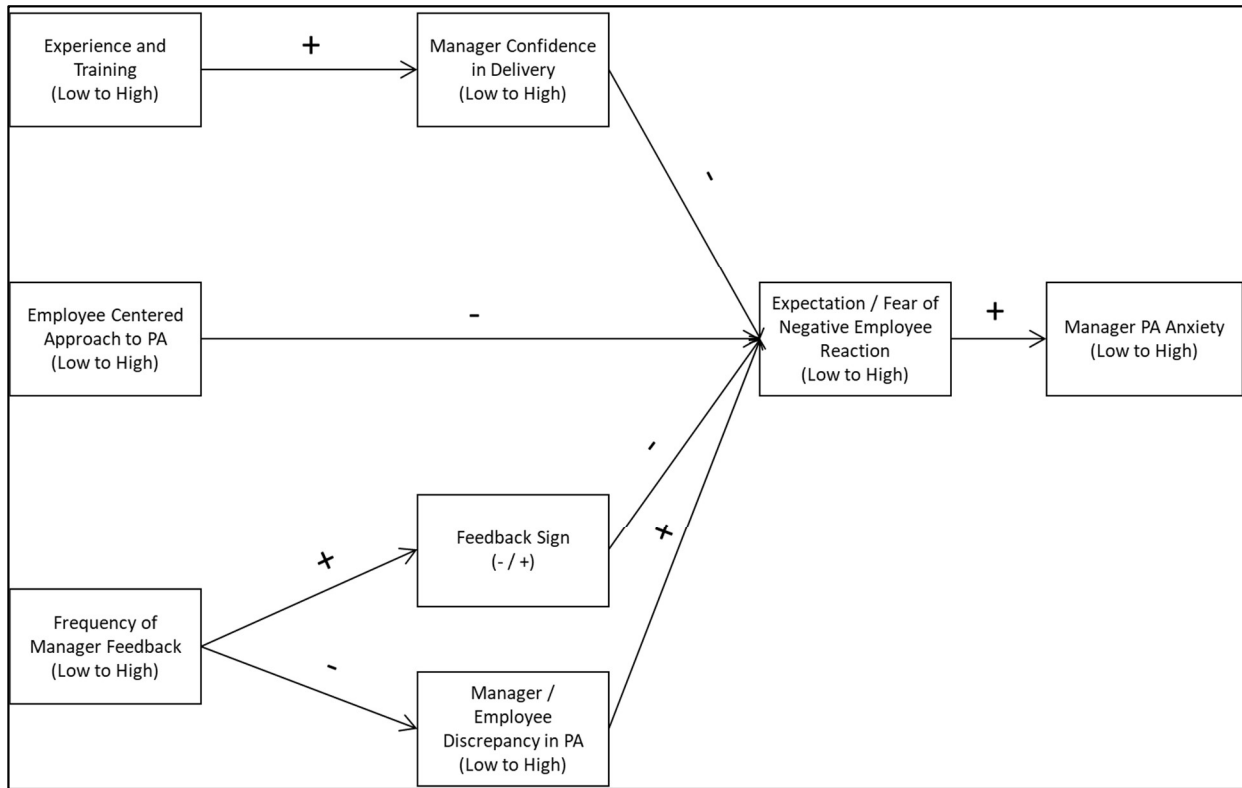 Experience and
Training
(Low to High)
+
Manager Confidence
in Delivery
(Low to High)
-
Employee Centered
Approach to PA
(Low to High)
-
Expectation / Fear of
Negative Employee
Reaction
(Low to High)
+
Manager PA Anxiety
(Low to High)
Frequency of
Manager Feedback
(Low to High)
+
Feedback Sign
(- / +)
-
-
Manager /
Employee
Discrepancy in PA
(Low to High)
+